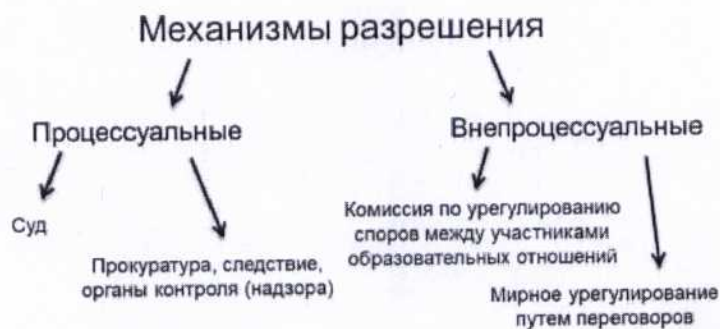 Механизмы разрешения
Процессуальные
Внепроцессуальные
Суд
Прокуратура, следствие,
органы контроля (надзора)
Комиссия по урегулированию
споров между участниками
образовательных отношений
Мирное урегулирование
путем переговоров